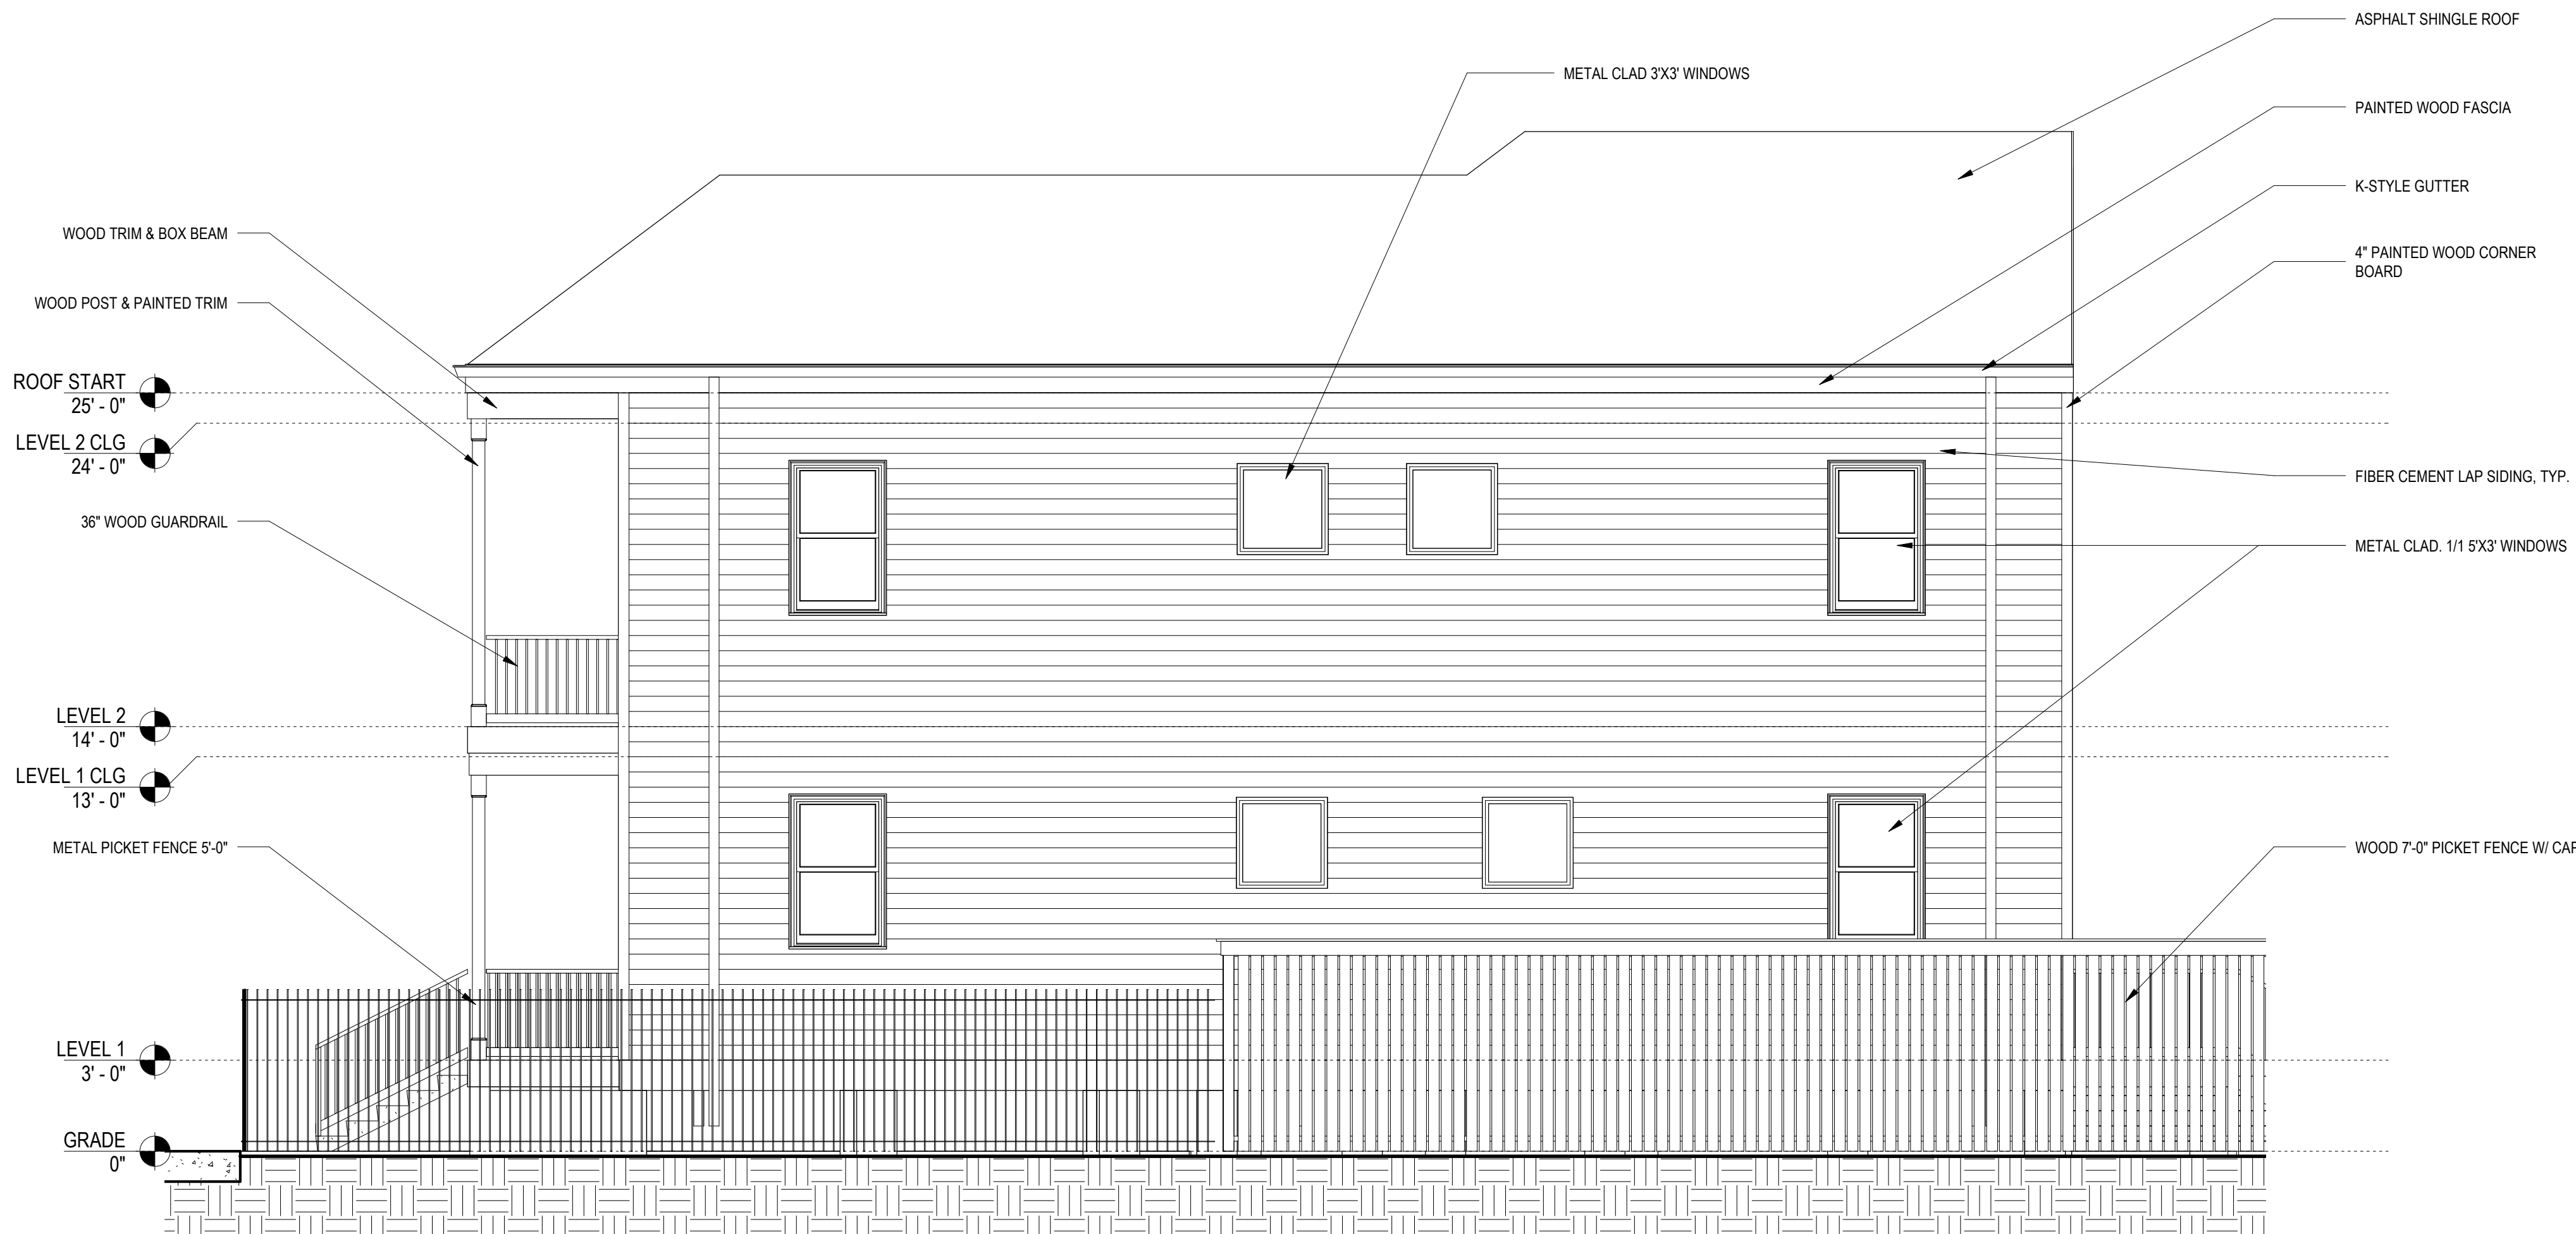 ASPHALT SHINGLE ROOF
METAL CLAD 3'X3' WINDOWS
PAINTED WOOD FASCIA
K-STYLE GUTTER
WOOD TRIM & BOX BEAM
4" PAINTED WOOD CORNER
BOARD
WOOD POST & PAINTED TRIM
ROOF START
25' - 0"
LEVEL 2 CLG
24' - 0"
FIBER CEMENT LAP SIDING, TYP.
36" WOOD GUARDRAIL
METAL CLAD. 1/1 5'X3' WINDOWS
LEVEL 2
14' - 0"
LEVEL 1 CLG
13' - 0"
METAL PICKET FENCE 5'-0"
WOOD 7'-0" PICKET FENCE W/ CAP
LEVEL 1
3' - 0"
GRADE
0"